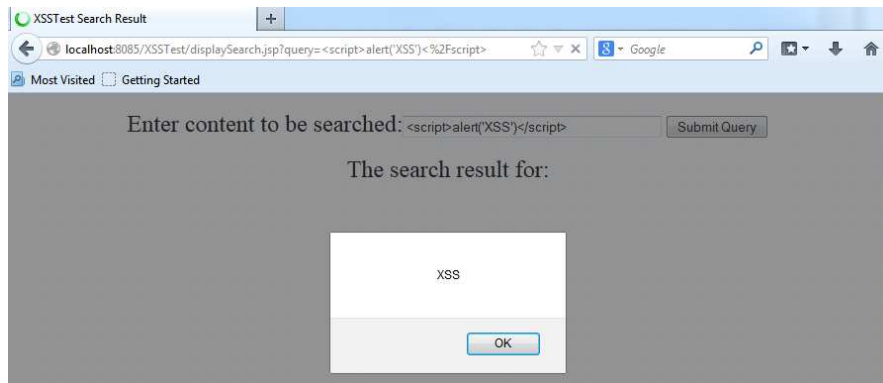 XSSTest Search Result
localhost:8085/XSSTest/displaySearch.jsp?query=<script>alert('XSS')<%2Fscript>
8 Google
Most Visited Getting Started
Enter content to be searched: <script>alert('XSS')</script> Submit Query
The search result for:
XSS
OK